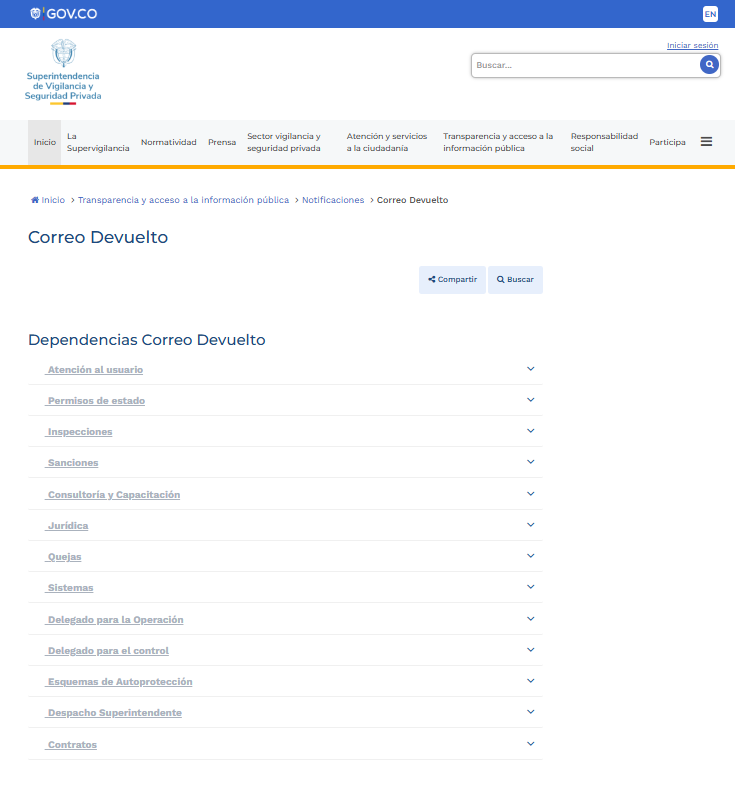 GOV.CO
EN
Iniciar sesión
Superintendencia
de Vigilancia y
Seguridad Privada
Buscar...
Inicio
La
Supervigilancia
Normatividad
Prensa
Sector vigilancia y
seguridad privada
Atención y servicios
a la ciudadanía
Transparencia y acceso a la
información pública
Responsabilidad
social
Participa
Inicio > Transparencia y acceso a la información pública > Notificaciones > Correo Devuelto
Correo Devuelto
Compartir
Buscar
Dependencias Correo Devuelto
Atención al usuario
Permisos de estado
Inspecciones
Sanciones
Consultoría y Capacitación
Jurídica
Quejas
Sistemas
Delegado para la Operación
Delegado para el control
Esquemas de Autoprotección
Despacho Superintendente
Contratos